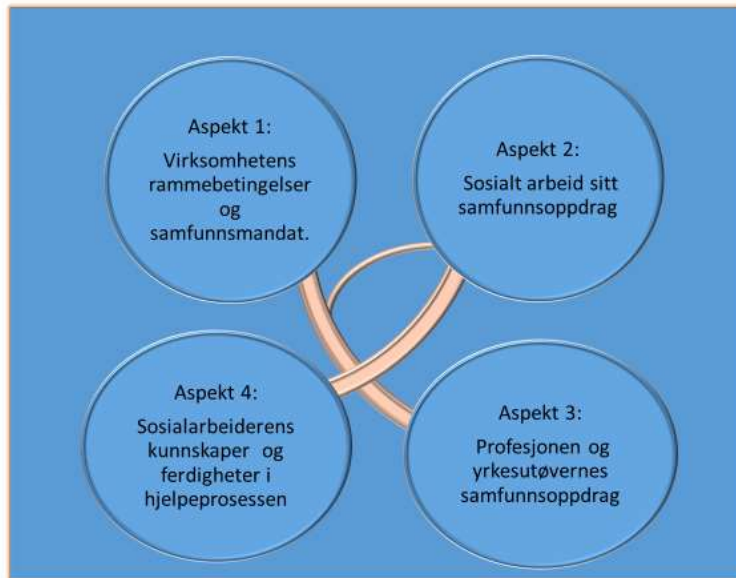 Aspekt 1:
Virksomhetens
rammebetingelser
og
samfunnsmandat.
Aspekt 2:
Sosialt arbeid sitt
samfunnsoppdrag
Aspekt 4:
Sosialarbeiderens
kunnskaper og
ferdigheter i
hjelpeprosessen
Aspekt 3:
Profesjonen og
yrkesutøvernes
samfunnsoppdrag